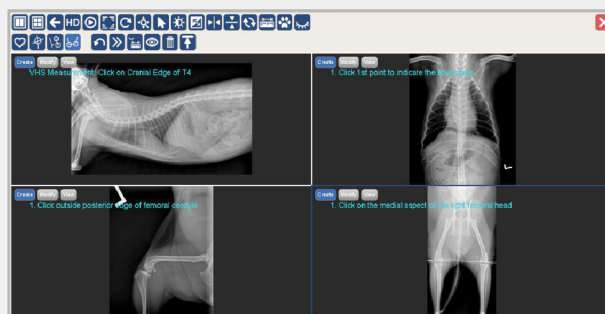 HD
Create Modify View
VHS Measurement: Click on Cranial Edge of T4
Create Modify View
1. Click 1st point to indicate the
Create Modify View
1. Click outside posterior edge of femoral condyle
Create Modify View
1. Click on the medial aspect of the right femoral head
L